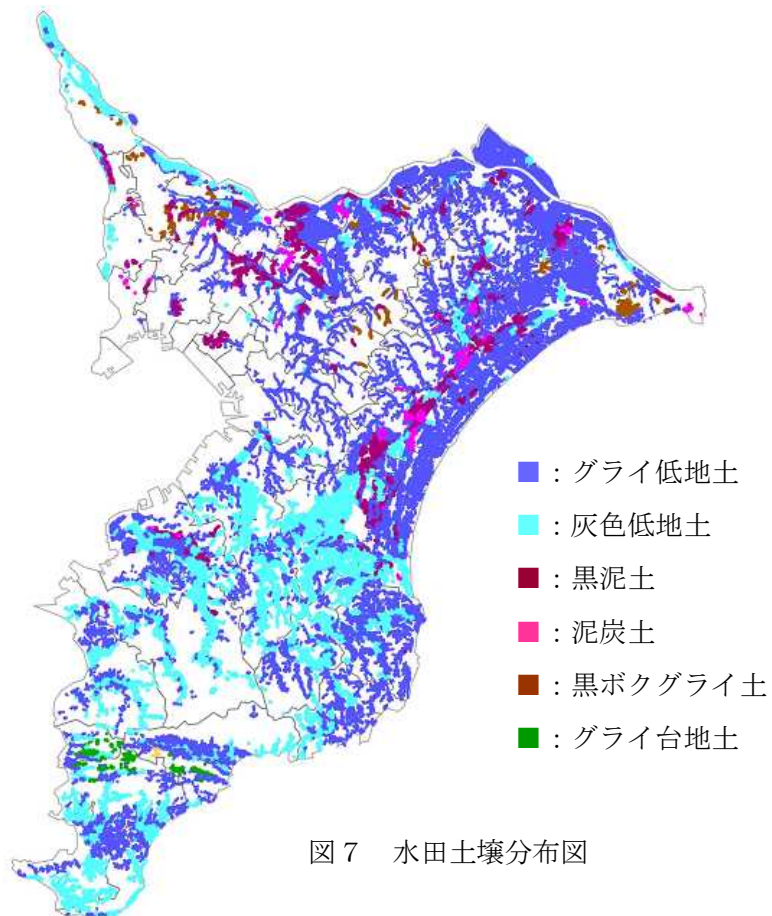 ■：グライ低地土
■：灰色低地土
■：黒泥土
■：泥炭土
■：黒ボクグライ土
■：グライ台地土
図７　水田土壌分布図